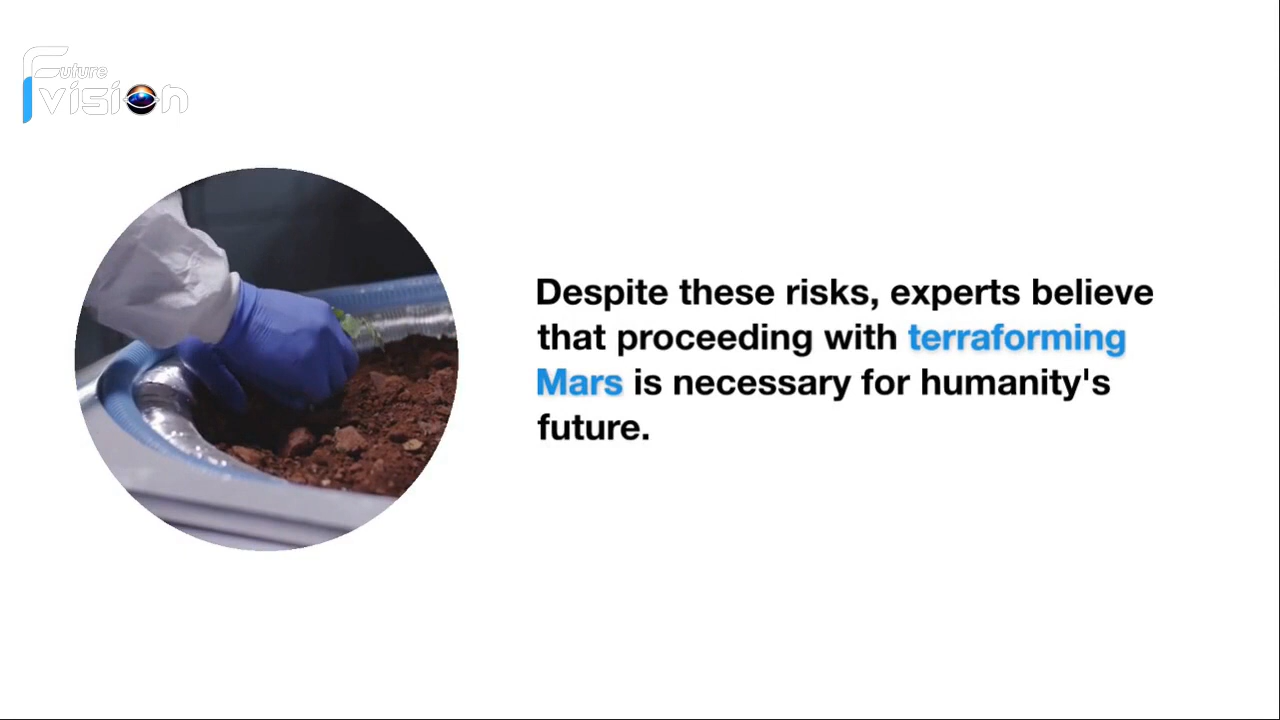 Future
vision
Despite these risks, experts believe
that proceeding with terraforming
Mars is necessary for humanity's
future.